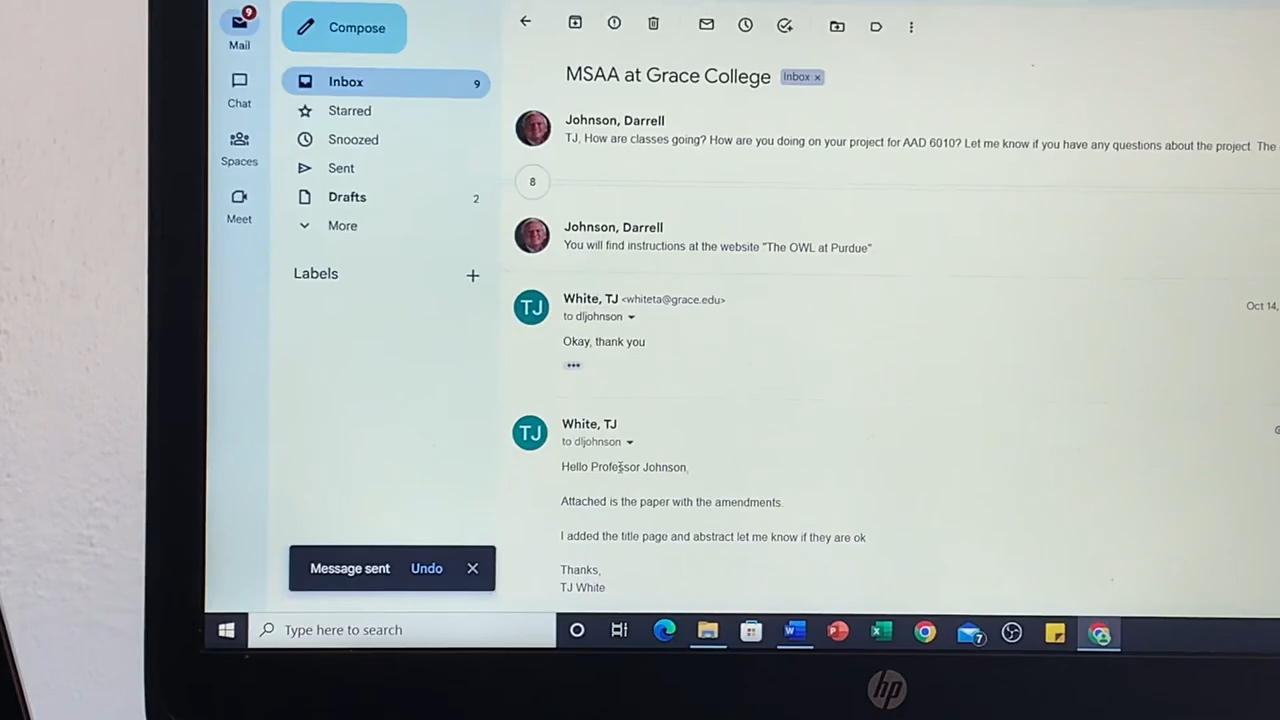 9
Mail
Chat
Spaces
Meet
Compose
Inbox 9
Starred
Snoozed
Sent
Drafts 2
More
Labels +
MSAA at Grace College Inbox ×
Johnson, Darrell
TJ, How are classes going? How are you doing on your project for AAD 6010? Let me know if you have any questions about the project. The
8
Johnson, Darrell
You will find instructions at the website "The OWL at Purdue"
TJ White, TJ <whiteta@grace.edu>
Oct 14,
to dljohnson
Okay, thank you
•••
TJ White, TJ
to dljohnson
Hello Professor Johnson,
Attached is the paper with the amendments.
I added the title page and abstract let me know if they are ok
Thanks,
TJ White
Message sent Undo ×
Type here to search
7
hp